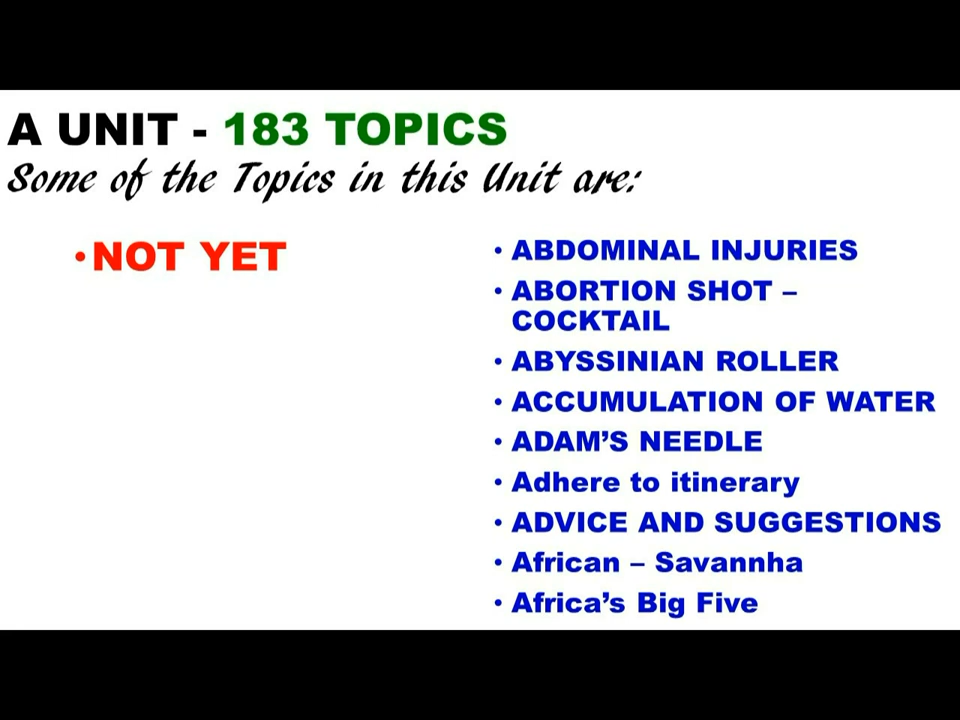 A UNIT - 183 TOPICS
Some of the Topics in this Unit are:
•NOT YET
• ABDOMINAL INJURIES
• ABORTION SHOT –
COCKTAIL
• ABYSSINIAN ROLLER
• ACCUMULATION OF WATER
• ADAM’S NEEDLE
• Adhere to itinerary
• ADVICE AND SUGGESTIONS
• African – Savannha
• Africa’s Big Five